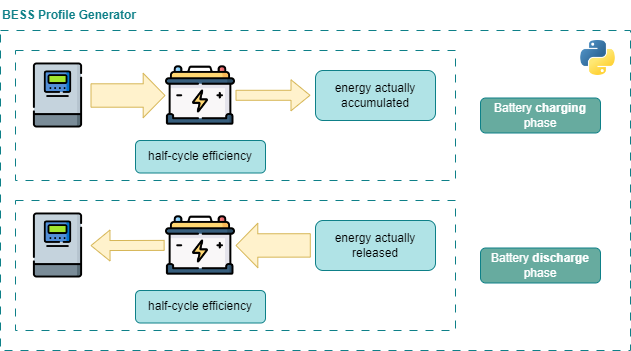 BESS Profile Generator
energy actually
accumulated
Battery charging
phase
half-cycle efficiency
energy actually
released
Battery discharge
phase
half-cycle efficiency